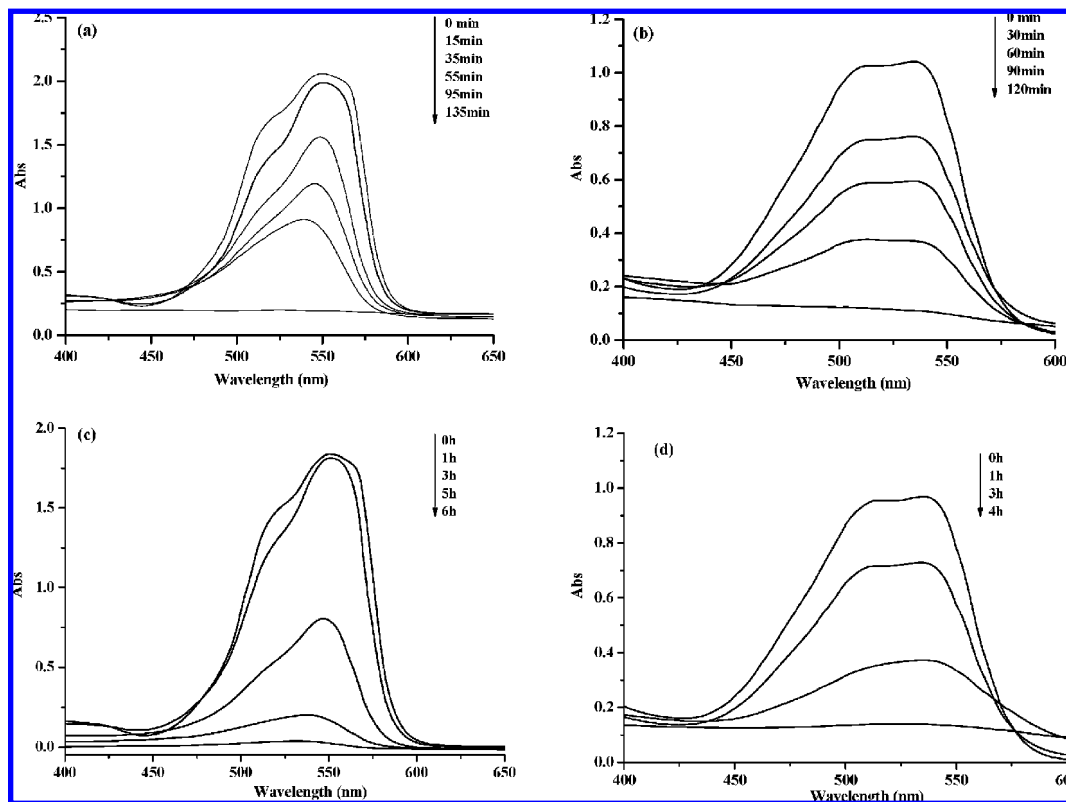 (a)
0 min
15min
35min
55min
95min
135min
2.5
2.0
1.5
1.0
0.5
0.0
Abs
400 450 500 550 600 650
Wavelength (nm)
(b)
0 min
30min
60min
90min
120min
1.2
1.0
0.8
0.6
0.4
0.2
0.0
Abs
400 450 500 550 600
Wavelength (nm)
(c)
0h
1h
3h
5h
6h
2.0
1.5
1.0
0.5
0.0
Abs
400 450 500 550 600 650
Wavelength (nm)
(d)
0h
1h
3h
4h
1.2
1.0
0.8
0.6
0.4
0.2
0.0
Abs
400 450 500 550 600
Wavelength (nm)